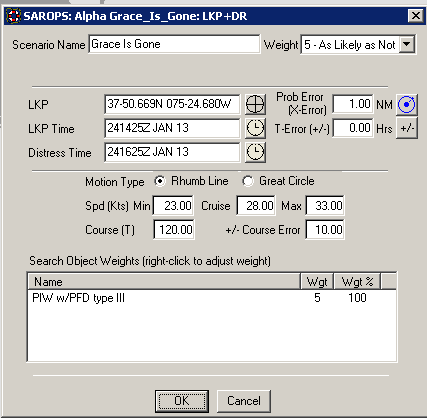 SAROPS: Alpha Grace_Is_Gone: LKP+DR
Scenario Name Grace Is Gone Weight 5 - As Likely as Not
LKP 37-50.669N 075-24.680W Prob Error (X-Error) 1.00 NM
LKP Time 241425Z JAN 13 T-Error (+/-) 0.00 Hrs +/-
Distress Time 241625Z JAN 13
Motion Type Rhumb Line Great Circle
Spd (Kts) Min 23.00 Cruise 28.00 Max 33.00
Course (T) 120.00 +/- Course Error 10.00
Search Object Weights (right-click to adjust weight)
Name Wgt Wgt %
PIW w/PFD type III 5 100
OK Cancel